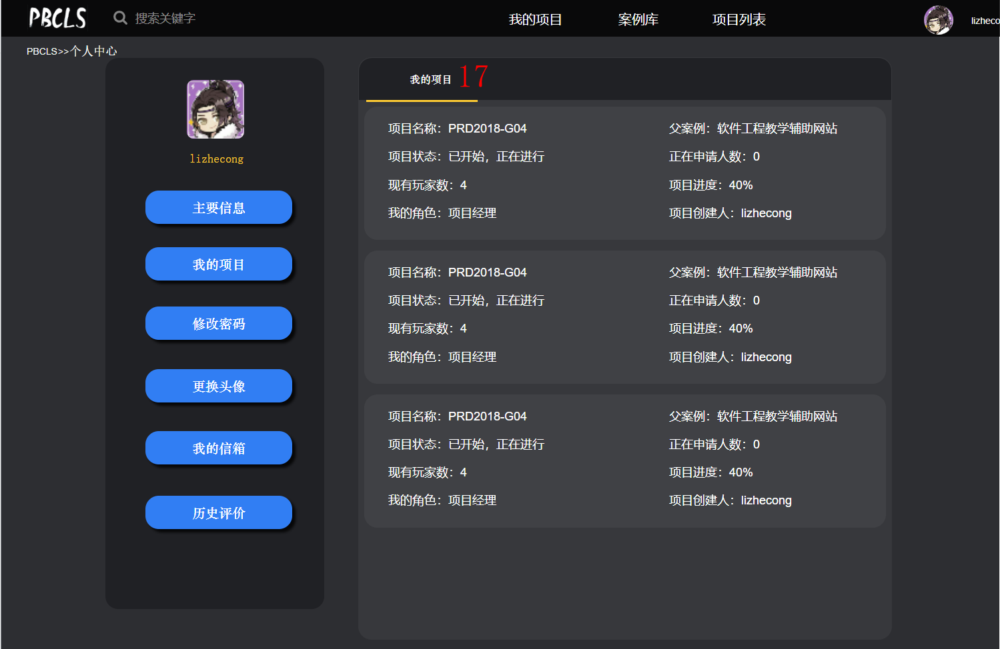 PBCLS
搜索关键字
我的项目
案例库
项目列表
lizheco
PBCLS>>个人中心
lizhecong
主要信息
我的项目
修改密码
更换头像
我的信箱
历史评价
我的项目 17
项目名称：PRD2018-G04
父案例：软件工程教学辅助网站
项目状态：已开始，正在进行
正在申请人数：0
现有玩家数：4
项目进度：40%
我的角色：项目经理
项目创建人：lizhecong
项目名称：PRD2018-G04
父案例：软件工程教学辅助网站
项目状态：已开始，正在进行
正在申请人数：0
现有玩家数：4
项目进度：40%
我的角色：项目经理
项目创建人：lizhecong
项目名称：PRD2018-G04
父案例：软件工程教学辅助网站
项目状态：已开始，正在进行
正在申请人数：0
现有玩家数：4
项目进度：40%
我的角色：项目经理
项目创建人：lizhecong